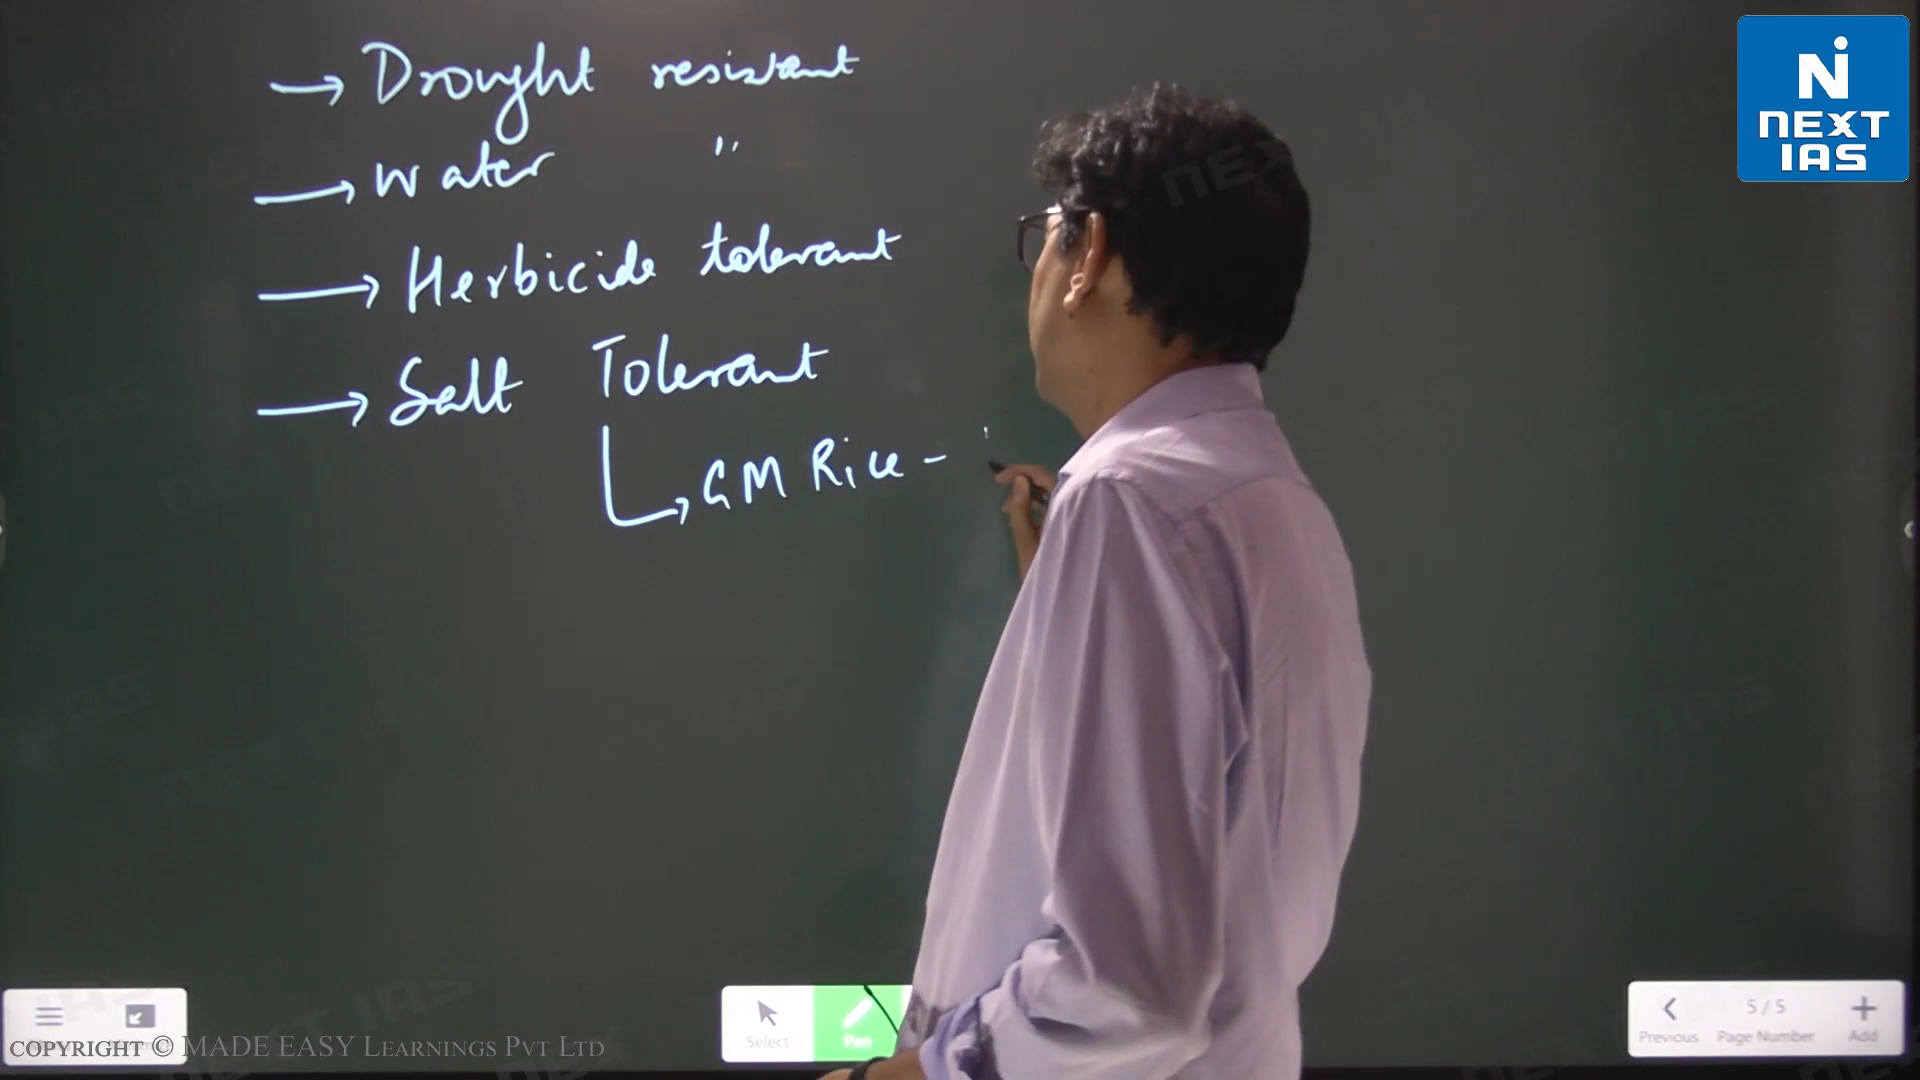 → Drought resistant
→ Water "
→ Herbicide tolerant
→ Salt Tolerant
↳ GM Rice -
NEXT
IAS
Select
Pen
Previous
5 / 5
Page Number
Add
COPYRIGHT © MADE EASY LEARNINGS PVT LTD